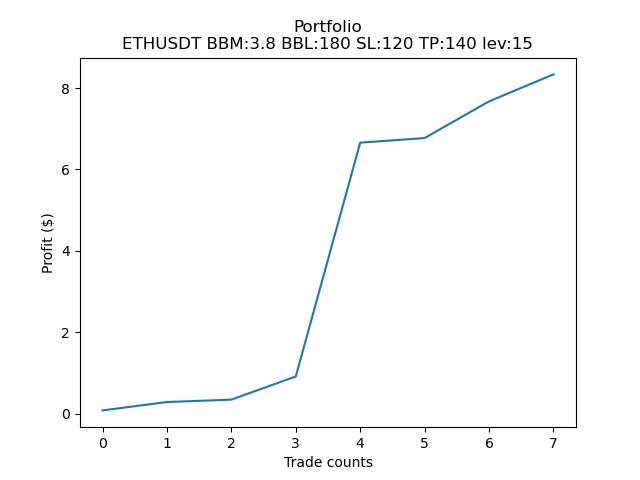 Portfolio
ETHUSDT BBM:3.8 BBL:180 SL:120 TP:140 lev:15
8
6
4
2
0
Profit ($)
0 1 2 3 4 5 6 7
Trade counts